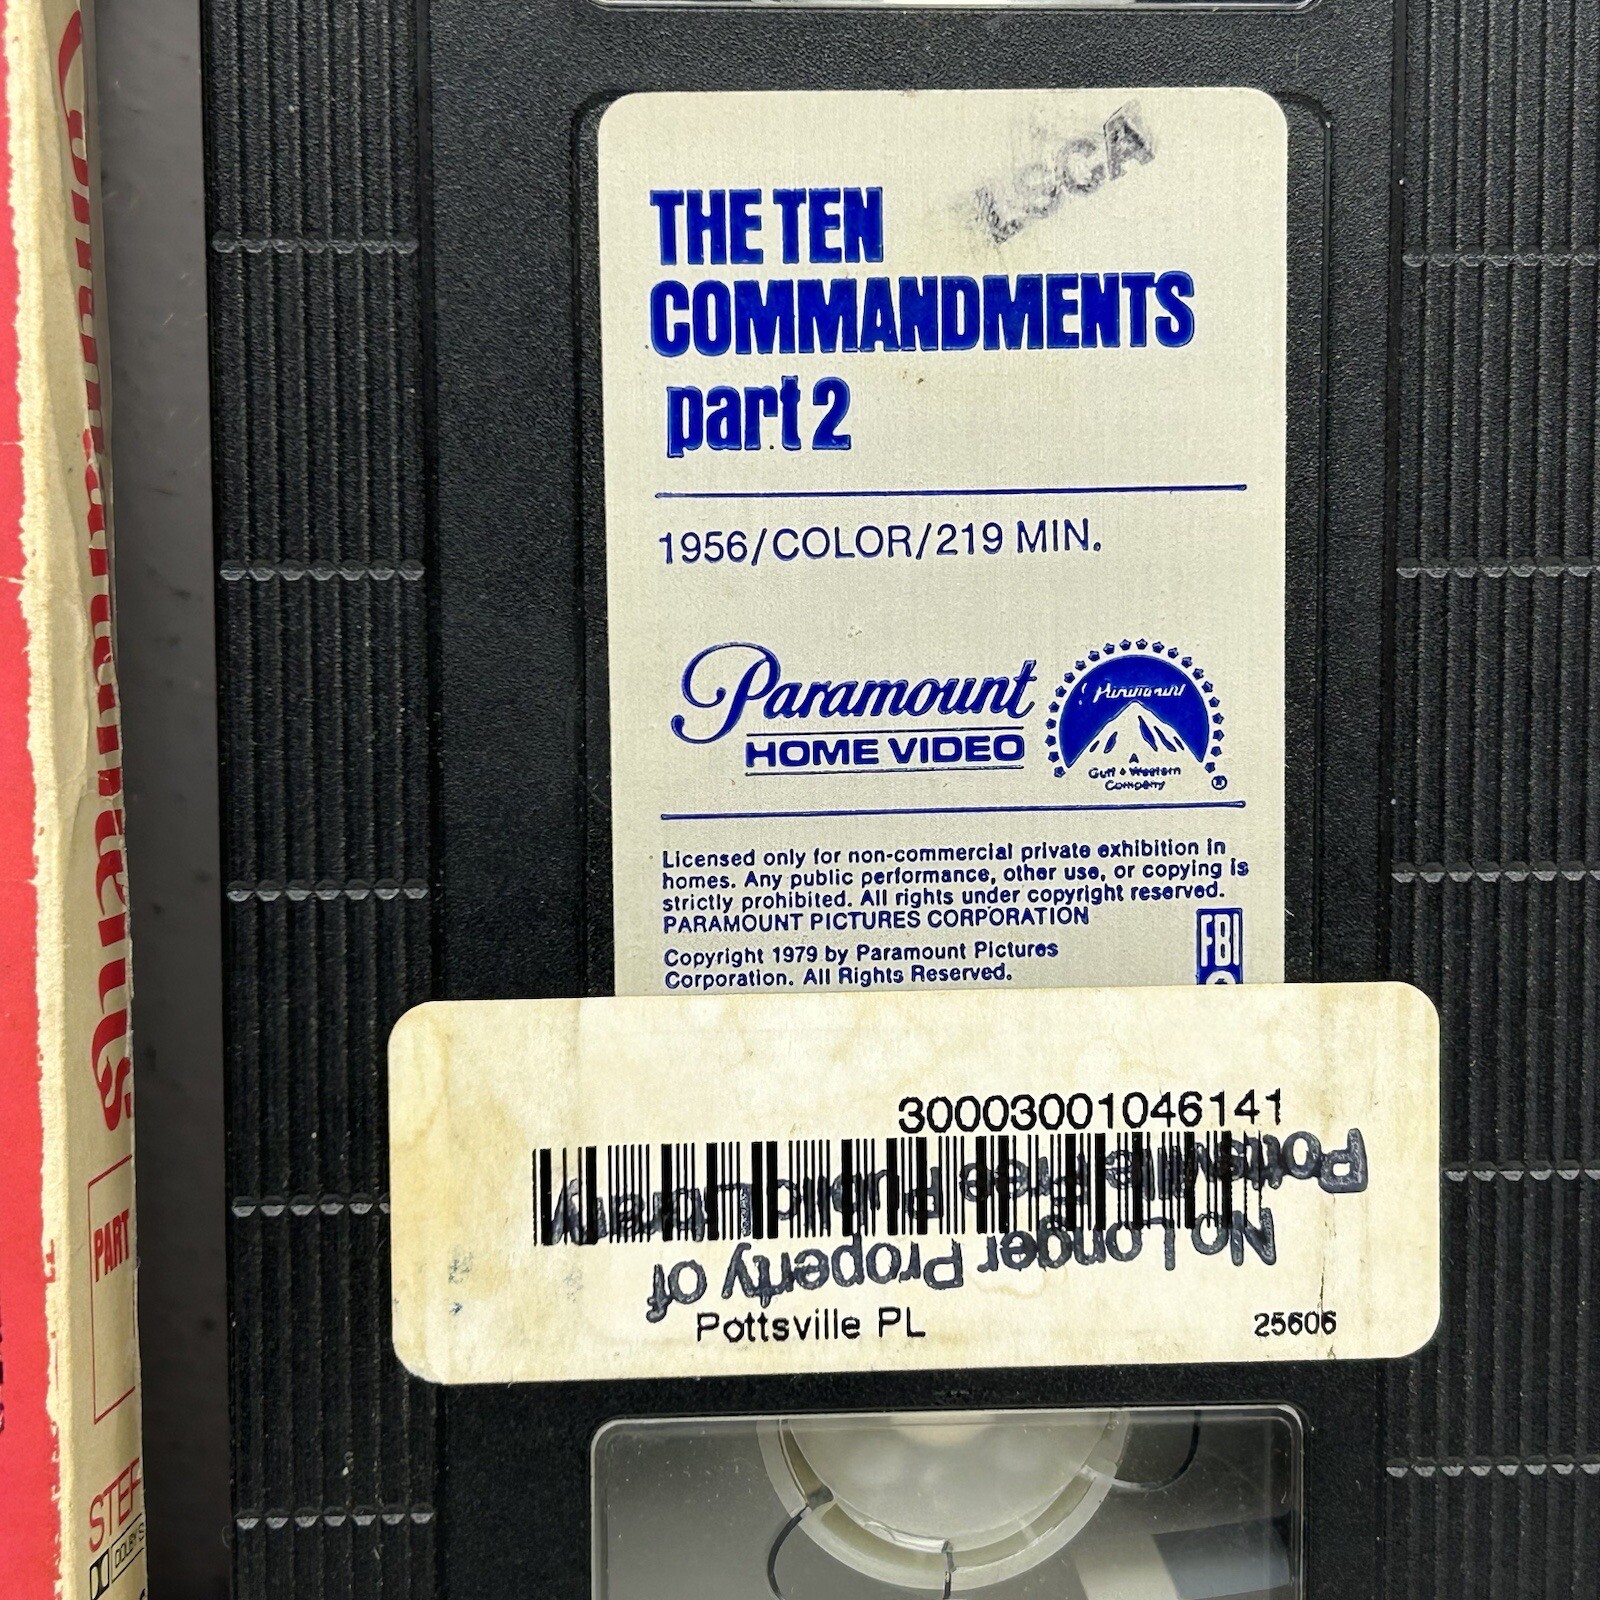 LSCA
THE TEN
COMMANDMENTS
part 2
1956/COLOR/219 MIN.
Paramount
HOME VIDEO
Paramount
A
Gulf + Western
Company
®
Licensed only for non-commercial private exhibition in
homes. Any public performance, other use, or copying is
strictly prohibited. All rights under copyright reserved.
PARAMOUNT PICTURES CORPORATION
Copyright 1979 by Paramount Pictures
Corporation. All Rights Reserved.
FBI
30003001046141
No Longer Property of
Pottsville Free Public Library
Pottsville PL
25606
PART